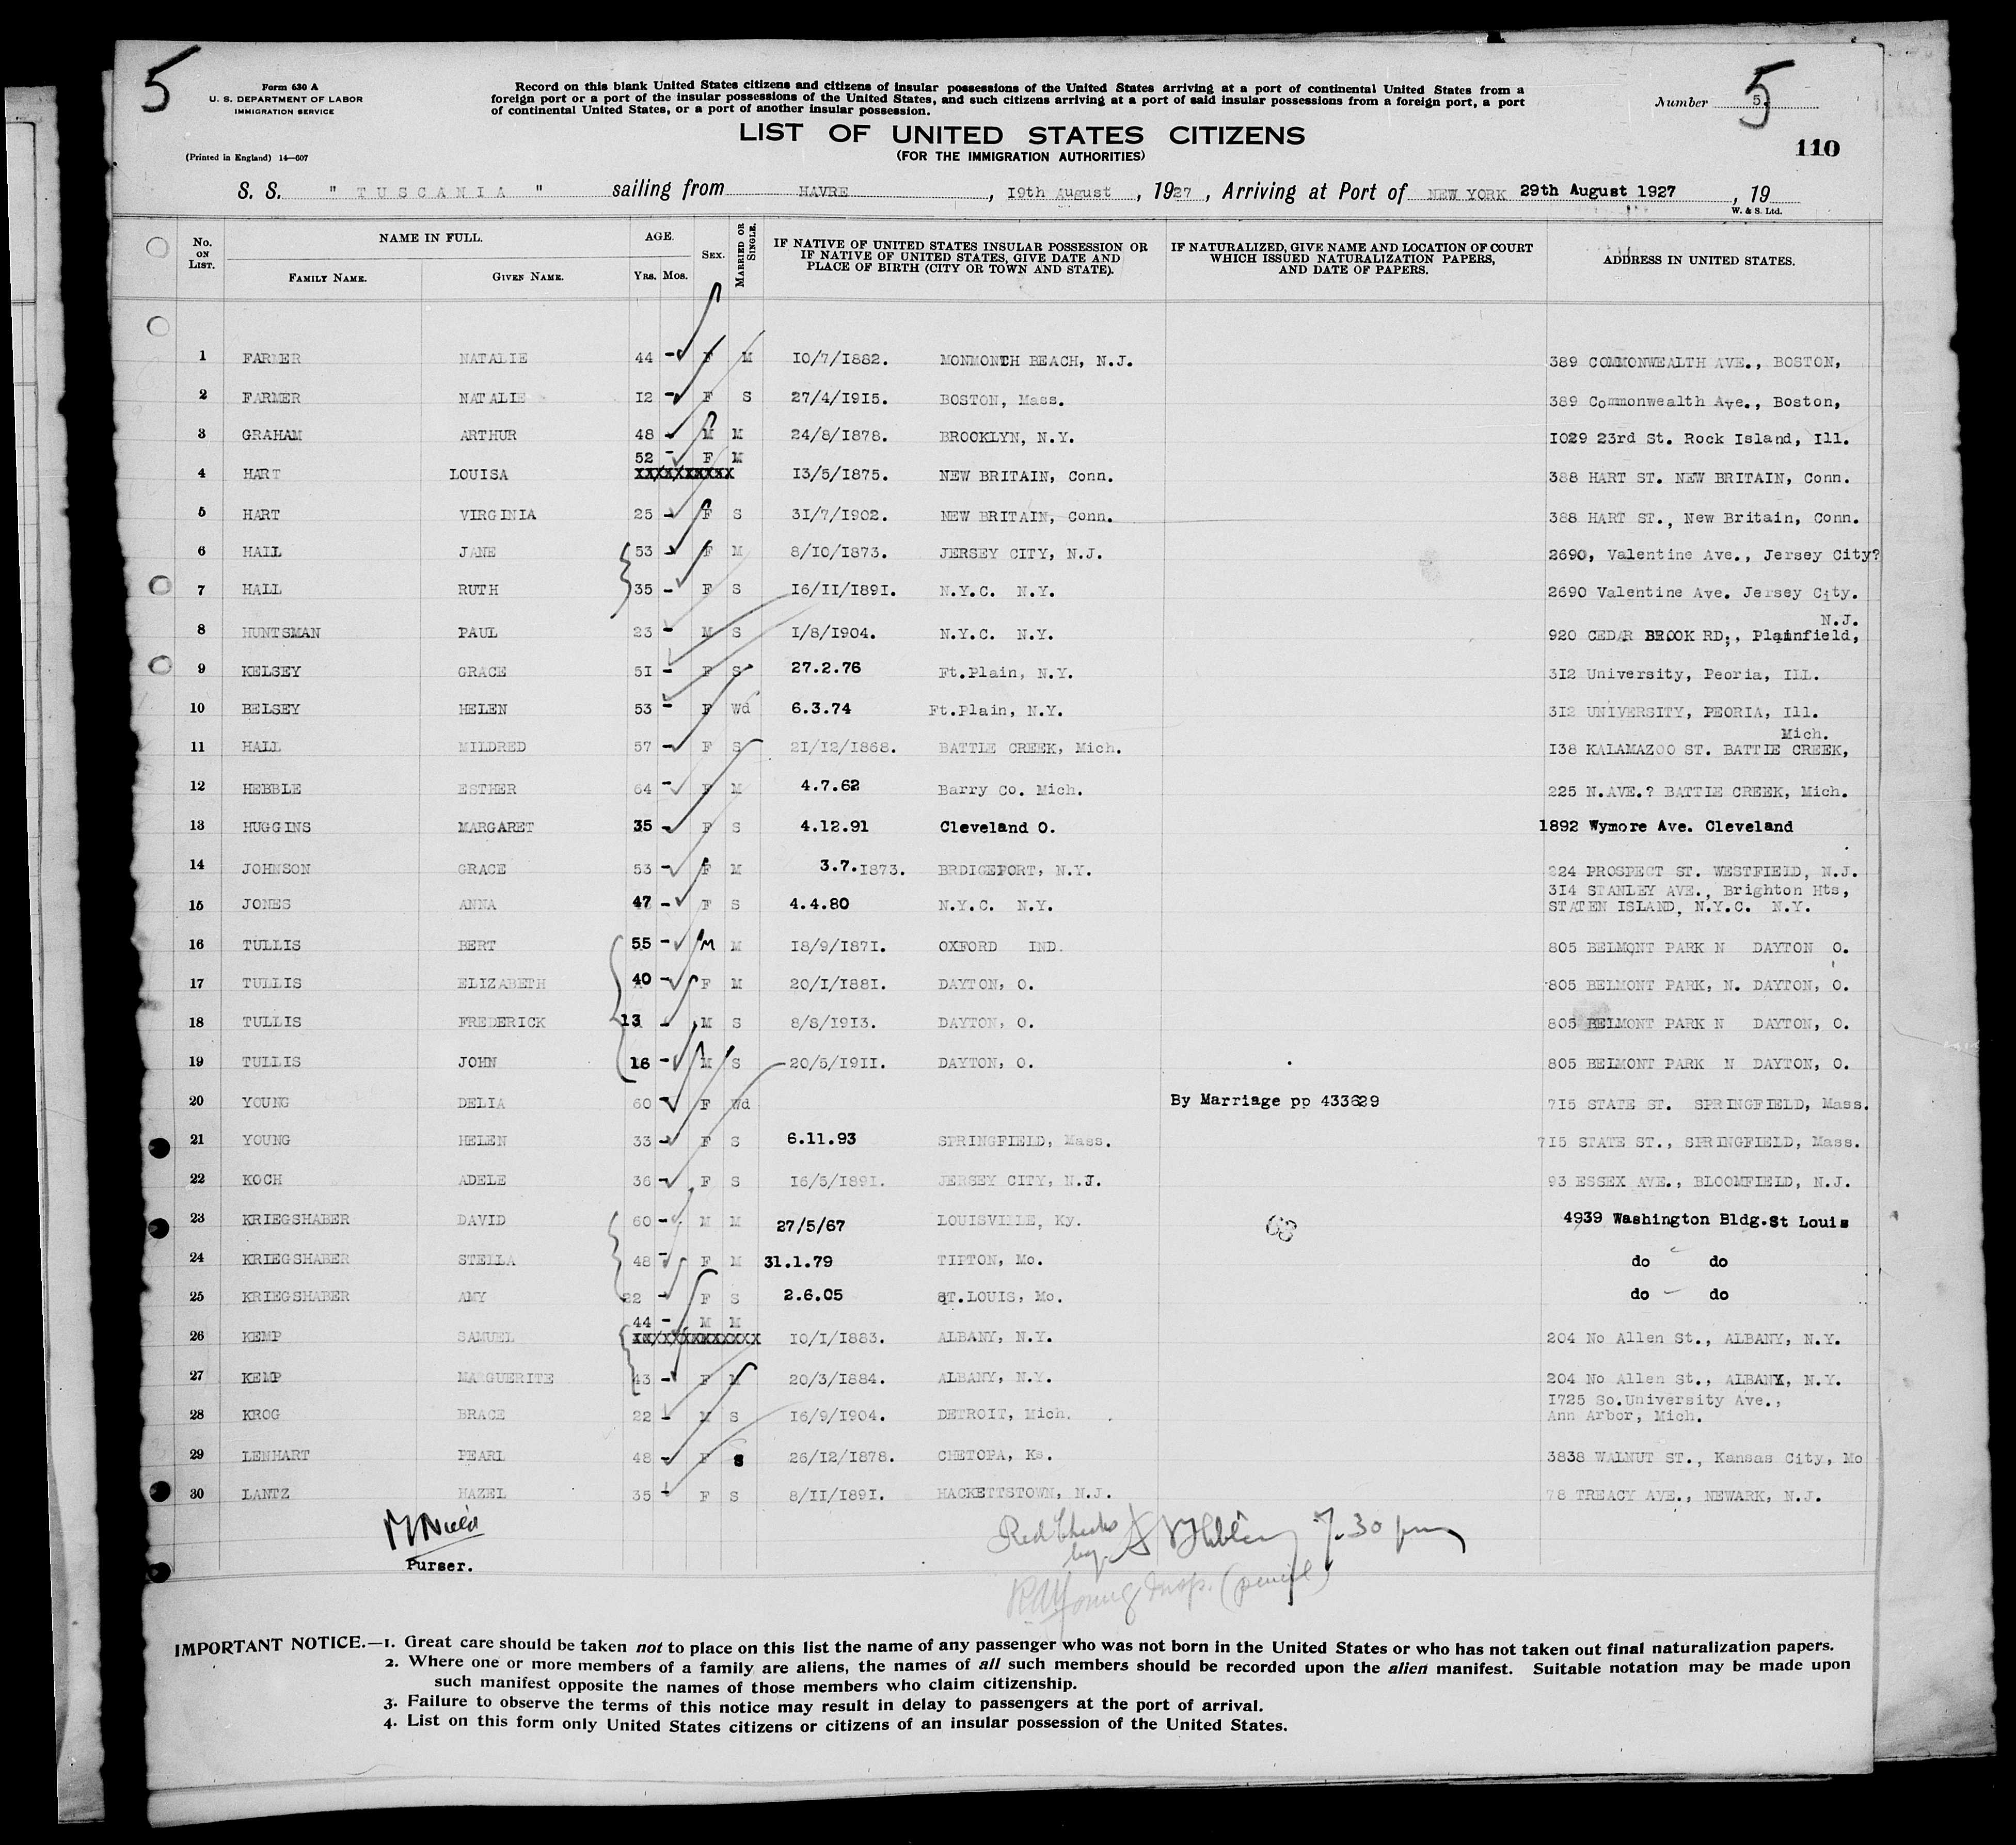 5
Form 630 A
U. S. DEPARTMENT OF LABOR
IMMIGRATION SERVICE
(Printed in England) 14—607
Record on this blank United States citizens and citizens of insular possessions of the United States arriving at a port of continental United States from a
foreign port or a port of the insular possessions of the United States, and such citizens arriving at a port of said insular possessions from a foreign port, a port
of continental United States, or a port of another insular possession.
LIST OF UNITED STATES CITIZENS
(FOR THE IMMIGRATION AUTHORITIES)
Number 5
5
110
S. S. " TUSCANIA " sailing from HAVRE, 19th August, 1927, Arriving at Port of NEW YORK 29th August 1927, 19
W. & S. Ltd.
No. ON LIST. NAME IN FULL. FAMILY NAME. GIVEN NAME. AGE. YRS. MOS. SEX. MARRIED OR SINGLE. IF NATIVE OF UNITED STATES INSULAR POSSESSION OR IF NATIVE OF UNITED STATES, GIVE DATE AND PLACE OF BIRTH (CITY OR TOWN AND STATE). IF NATURALIZED, GIVE NAME AND LOCATION OF COURT WHICH ISSUED NATURALIZATION PAPERS, AND DATE OF PAPERS. ADDRESS IN UNITED STATES.
1 FARMER NATALIE 44 - F M 10/7/1882. MONMONTH BEACH, N.J. 389 COMMONWEALTH AVE., BOSTON,
2 FARMER NATALIE 12 - F S 27/4/1915. BOSTON, Mass. 389 Commonwealth Ave., Boston,
3 GRAHAM ARTHUR 48 - M M 24/8/1878. BROOKLYN, N.Y. 1029 23rd St. Rock Island, Ill.
52 - F M
4 HART LOUISA XXXXXXXXXX 13/5/1875. NEW BRITAIN, Conn. 388 HART ST. NEW BRITAIN, Conn.
5 HART VIRGINIA 25 - F S 31/7/1902. NEW BRITAIN, Conn. 388 HART ST., New Britain, Conn.
6 HALL JANE 53 - F M 8/10/1873. JERSEY CITY, N.J. 2690, Valentine Ave., Jersey City?
7 HALL RUTH 35 - F S 16/11/1891. N.Y.C. N.Y. 2690 Valentine Ave. Jersey City.
N.J.
8 HUNTSMAN PAUL 23 - M S 1/8/1904. N.Y.C. N.Y. 920 CEDAR BROOK RD;, Plainfield,
9 KELSEY GRACE 51 - F S 27.2.76 Ft.Plain, N.Y. 312 University, Peoria, ILL.
10 BELSEY HELEN 53 - F Wd 6.3.74 Ft.Plain, N.Y. 312 UNIVERSITY, PEORIA, Ill.
Mich.
11 HALL MILDRED 57 - F S 21/12/1868. BATTLE CREEK, Mich. 138 KALAMAZOO ST. BATTIE CREEK,
12 HEBBLE ESTHER 64 - F M 4.7.62 Barry Co. Mich. 225 N.AVE.? BATTIE CREEK, Mich.
13 HUGGINS MARGARET 35 - F S 4.12.91 Cleveland O. 1892 Wymore Ave. Cleveland
14 JOHNSON GRACE 53 - F M 3.7.1873. BRDIGEPORT, N.Y. 224 PROSPECT ST. WESTFIELD, N.J.
314 STANLEY AVE., Brighton Hts,
15 JONES ANNA 47 - F S 4.4.80 N.Y.C. N.Y. STATEN ISLAND, N.Y.C. N.Y.
16 TULLIS BERT 55 - M M 18/9/1871. OXFORD IND. 805 BELMONT PARK N DAYTON O.
17 TULLIS ELIZABETH 40 - F M 20/1/1881. DAYTON, O. 805 BELMONT PARK, N. DAYTON, O.
18 TULLIS FREDERICK 13 - M S 8/8/1913. DAYTON, O. 805 BELMONT PARK N DAYTON, O.
19 TULLIS JOHN 16 - M S 20/5/1911. DAYTON, O. 805 BELMONT PARK N DAYTON, O.
20 YOUNG DELIA 60 - F Wd By Marriage pp 433629 715 STATE ST. SPRINGFIELD, Mass.
21 YOUNG HELEN 33 - F S 6.11.93 SPRINGFIELD, Mass. 715 STATE ST., SPRINGFIELD, Mass.
22 KOCH ADELE 36 - F S 16/5/1891. JERSEY CITY, N.J. 93 ESSEX AVE., BLOOMFIELD, N.J.
23 KRIEGSHABER DAVID 60 - M M 27/5/67 LOUISVILLE, Ky. 4939 Washington Bldg.St Louis
24 KRIEGSHABER STELLA 48 - F M 31.1.79 TIPTON, Mo. do do
25 KRIEGSHABER AMY 22 - F S 2.6.05 ST.LOUIS, Mo. do do
44 - M M
26 KEMP SAMUEL XXXXXXXXXXXXX 10/1/1883. ALBANY, N.Y. 204 No Allen St., ALBANY, N.Y.
27 KEMP MARGUERITE 43 - F M 20/3/1884. ALBANY, N.Y. 204 No Allen St., ALBANY, N.Y.
1725 So.University Ave.,
28 KROG BRACE 22 - M S 16/9/1904. DETROIT, Mich. Ann Arbor, Mich.
29 LENHART PEARL 48 - F S 26/12/1878. CHETOPA, Ks. 3838 WALNUT ST., Kansas City, Mo
30 LANTZ HAZEL 35 - F S 8/11/1891. HACKETTSTOWN, N.J. 78 TREACY AVE., NEWARK, N.J.
Red Checks by 7.30 pm
Purser.
Young Insp. (pencil)
IMPORTANT NOTICE.—1. Great care should be taken not to place on this list the name of any passenger who was not born in the United States or who has not taken out final naturalization papers.
2. Where one or more members of a family are aliens, the names of all such members should be recorded upon the alien manifest. Suitable notation may be made upon
such manifest opposite the names of those members who claim citizenship.
3. Failure to observe the terms of this notice may result in delay to passengers at the port of arrival.
4. List on this form only United States citizens or citizens of an insular possession of the United States.